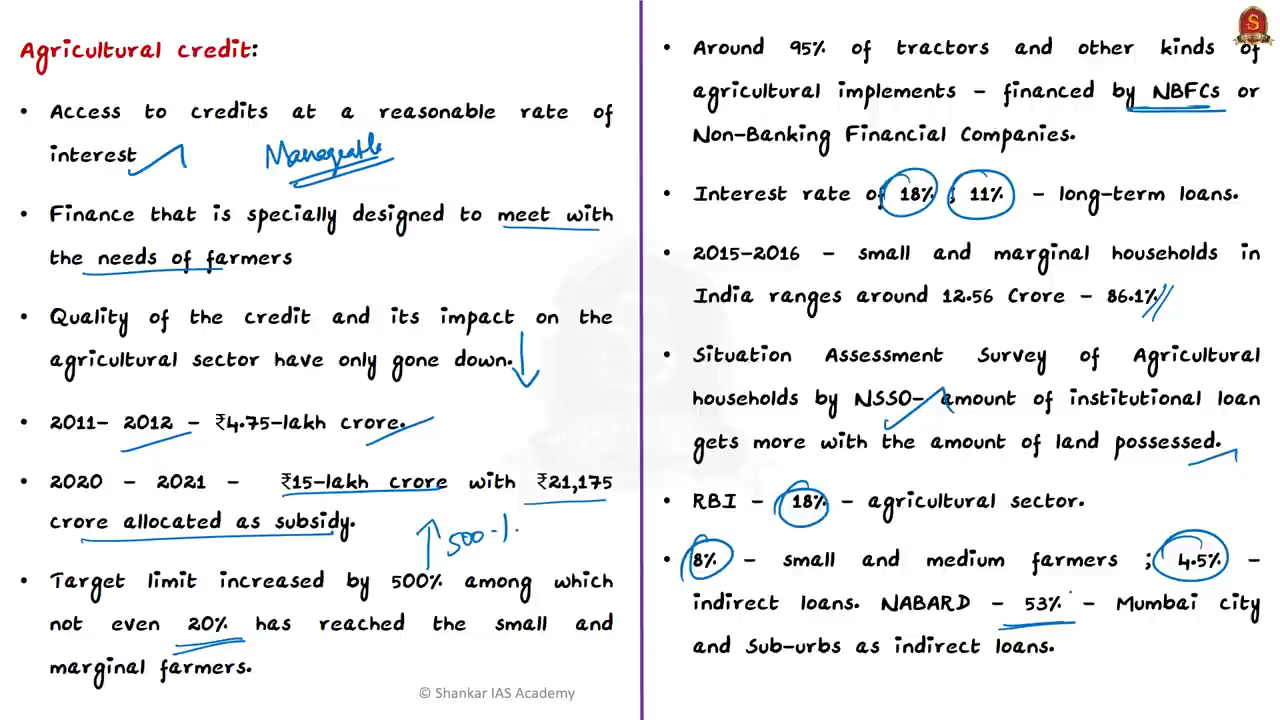 Agricultural credit:
• Access to credits at a reasonable rate of
interest
Manageable
• Finance that is specially designed to meet with
the needs of farmers
• Quality of the credit and its impact on the
agricultural sector have only gone down.
• 2011- 2012 - ₹4.75-lakh crore.
• 2020 - 2021 - ₹15-lakh crore with ₹21,175
crore allocated as subsidy.
500%
• Target limit increased by 500% among which
not even 20% has reached the small and
marginal farmers.
• Around 95% of tractors and other kinds of
agricultural implements - financed by NBFCs or
Non-Banking Financial Companies.
• Interest rate of 18% ; 11% - long-term loans.
• 2015-2016 - small and marginal households in
India ranges around 12.56 Crore - 86.1%
• Situation Assessment Survey of Agricultural
households by NSSO- amount of institutional loan
gets more with the amount of land possessed.
• RBI - 18% - agricultural sector.
• 8% - small and medium farmers ; 4.5% -
indirect loans. NABARD - 53% - Mumbai city
and Sub-urbs as indirect loans.
© Shankar IAS Academy